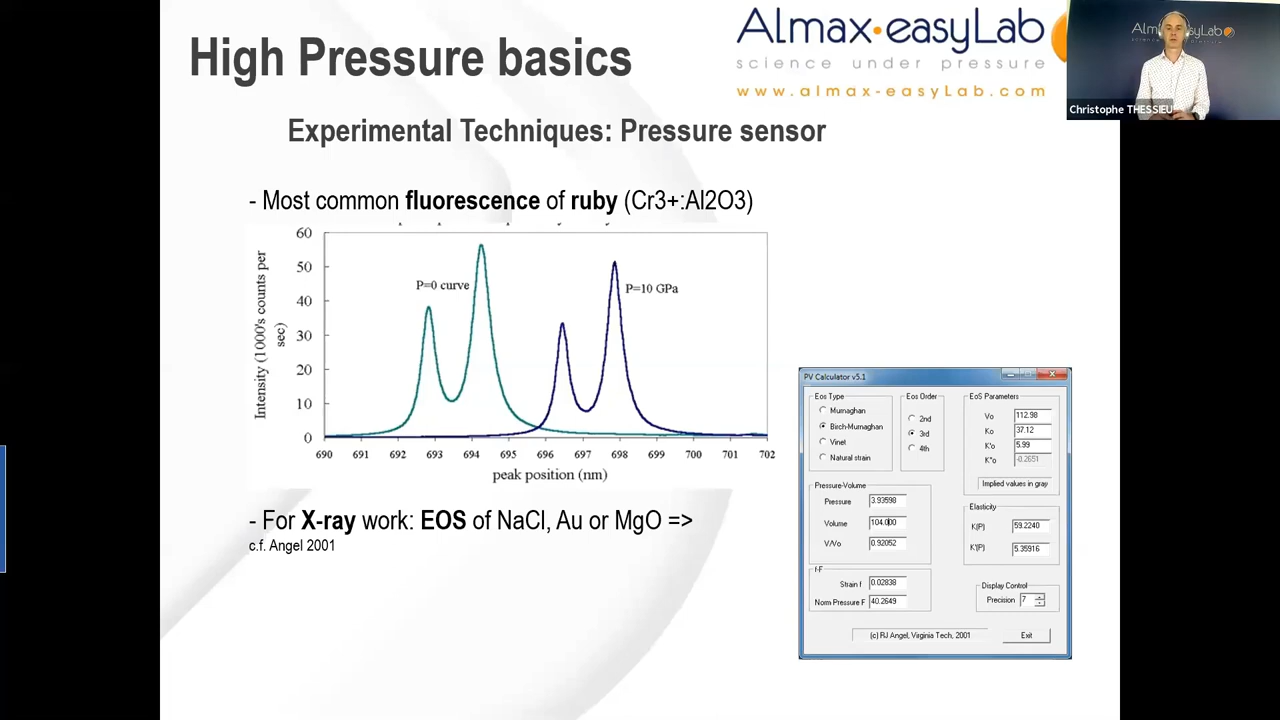 High Pressure basics
Almax·easyLab
science under pressure
www.almax-easyLab.com
Almax easyLab
Christophe THESSIEU
Experimental Techniques: Pressure sensor
- Most common fluorescence of ruby (Cr3+:Al2O3)
60
50
40
30
20
10
0
Intensity (1000's counts per
sec)
P=0 curve
P=10 GPa
690 691 692 693 694 695 696 697 698 699 700 701 702
peak position (nm)
- For X-ray work: EOS of NaCl, Au or MgO =>
c.f. Angel 2001
PV Calculator v5.1
Eos Type
Murnaghan
Birch-Murnaghan
Vinet
Natural strain
Eos Order
2nd
3rd
4th
EoS Parameters
Vo 112.98
Ko 37.12
K'o 5.99
K"o -0.2651
Implied values in gray
Pressure-Volume
Pressure 3.93598
Volume 104.000
V/Vo 0.92052
Elasticity
K(P) 59.2240
K'(P) 5.35916
f-F
Strain f 0.02838
Norm Pressure F 40.2649
Display Control
Precision 7
(c) RJ Angel, Virginia Tech, 2001
Exit